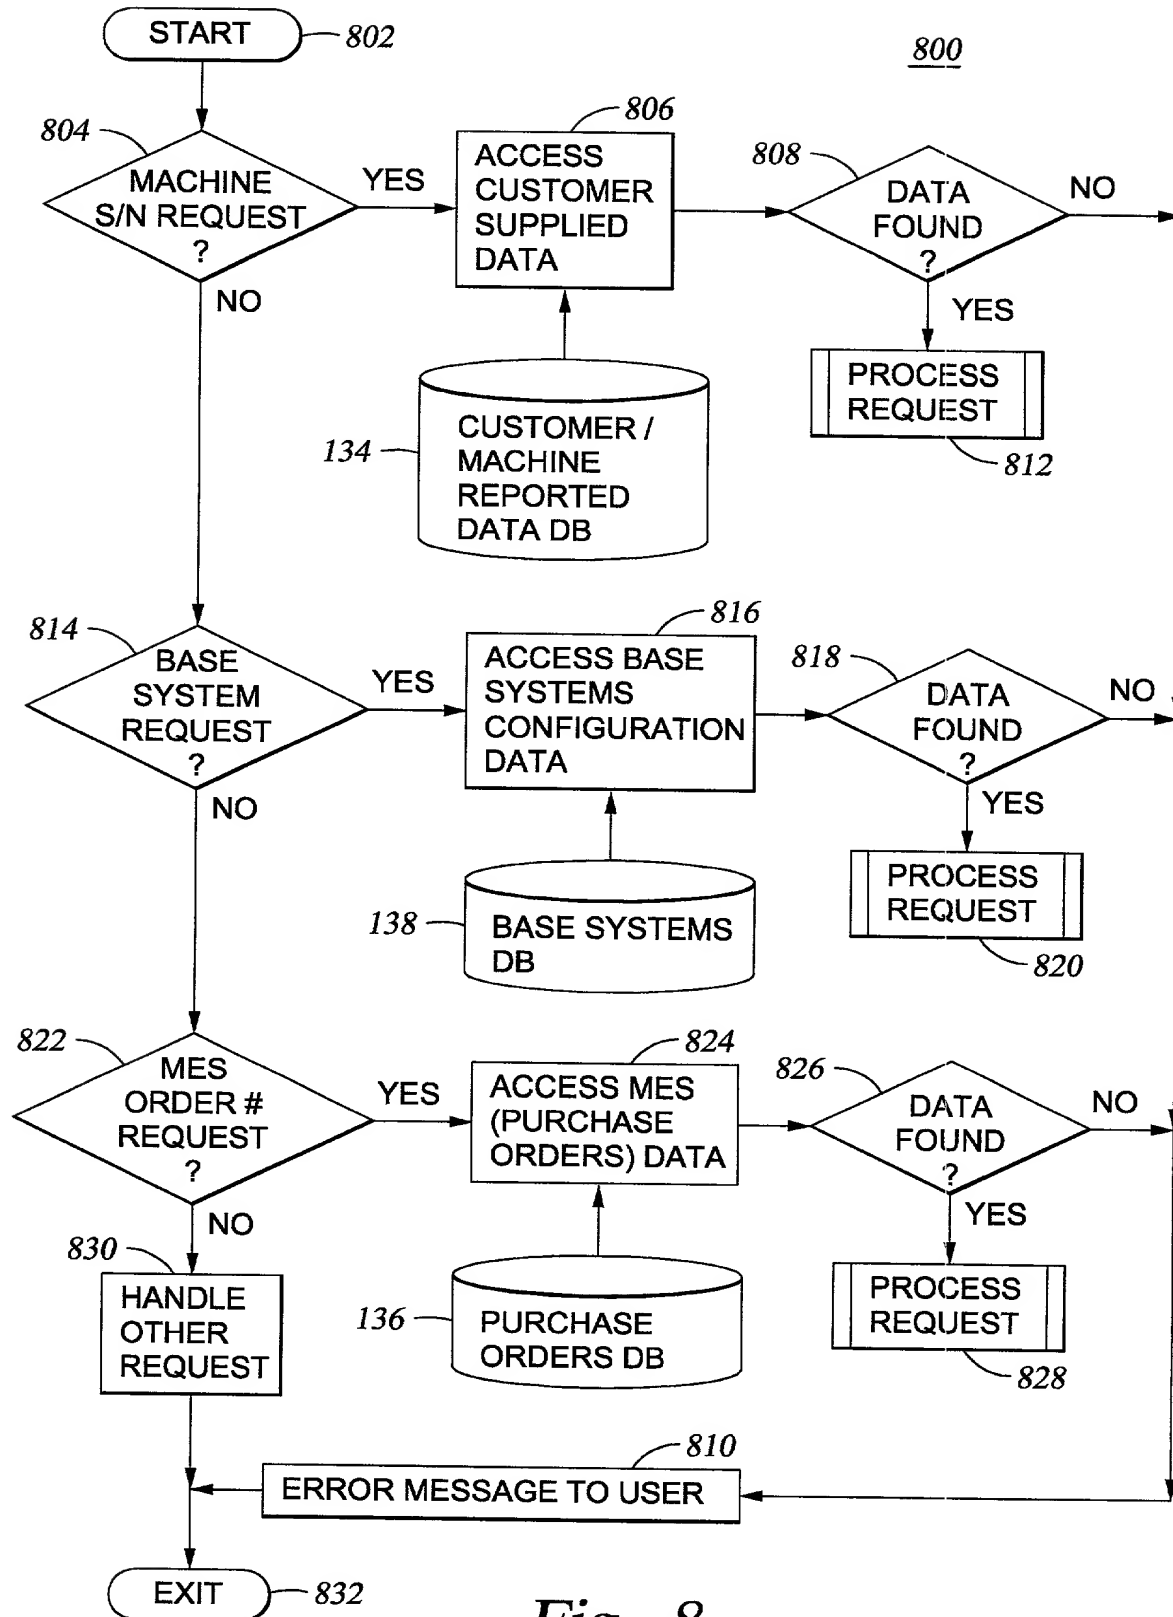 START
802
800
804
MACHINE
S/N REQUEST
?
YES
NO
806
ACCESS
CUSTOMER
SUPPLIED
DATA
808
DATA
FOUND
?
NO
YES
PROCESS
REQUEST
812
134
CUSTOMER /
MACHINE
REPORTED
DATA DB
814
BASE
SYSTEM
REQUEST
?
YES
NO
816
ACCESS BASE
SYSTEMS
CONFIGURATION
DATA
818
DATA
FOUND
?
NO
YES
PROCESS
REQUEST
820
138
BASE SYSTEMS
DB
822
MES
ORDER #
REQUEST
?
YES
NO
824
ACCESS MES
(PURCHASE
ORDERS) DATA
826
DATA
FOUND
?
NO
YES
PROCESS
REQUEST
828
136
PURCHASE
ORDERS DB
830
HANDLE
OTHER
REQUEST
810
ERROR MESSAGE TO USER
EXIT
832
Fig. 8